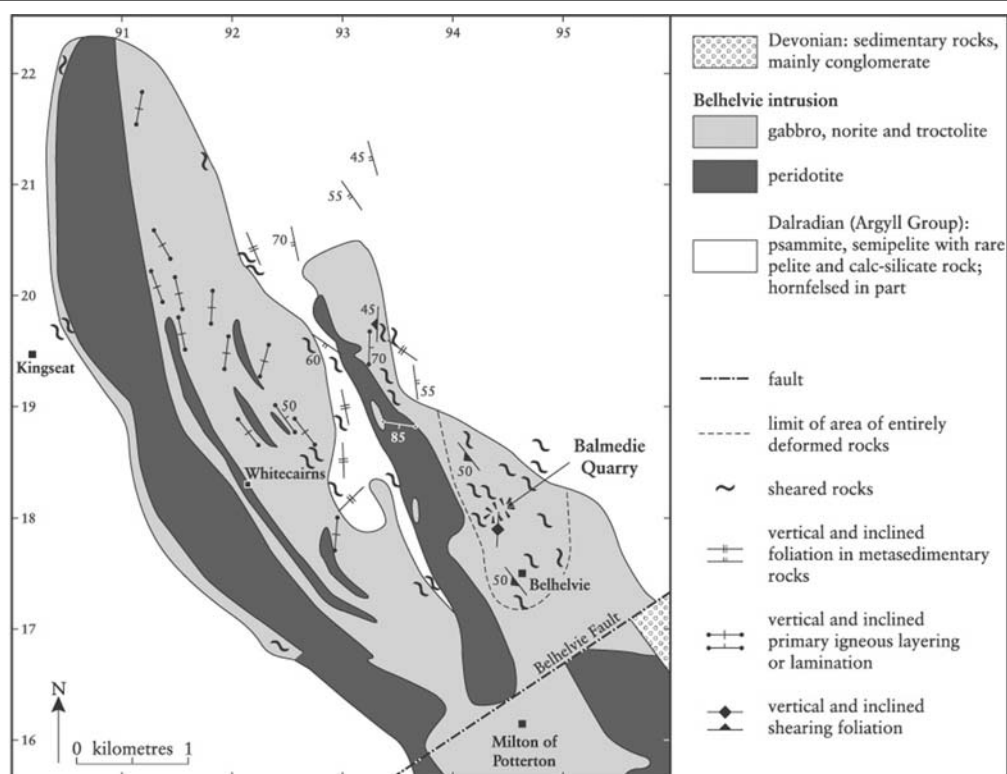 91 92 93 94 95
22
21
20
19
18
17
16
45
55
70
45
60
70
55
50
85
50
50
Kingseat
Whitecairns
Balmedie
Quarry
Belhelvie
Belhelvie Fault
Milton of
Potterton
N
0 kilometres 1
Devonian: sedimentary rocks,
mainly conglomerate
Belhelvie intrusion
gabbro, norite and troctolite
peridotite
Dalradian (Argyll Group):
psammite, semipelite with rare
pelite and calc-silicate rock;
hornfelsed in part
fault
limit of area of entirely
deformed rocks
sheared rocks
vertical and inclined
foliation in metasedimentary
rocks
vertical and inclined
primary igneous layering
or lamination
vertical and inclined
shearing foliation